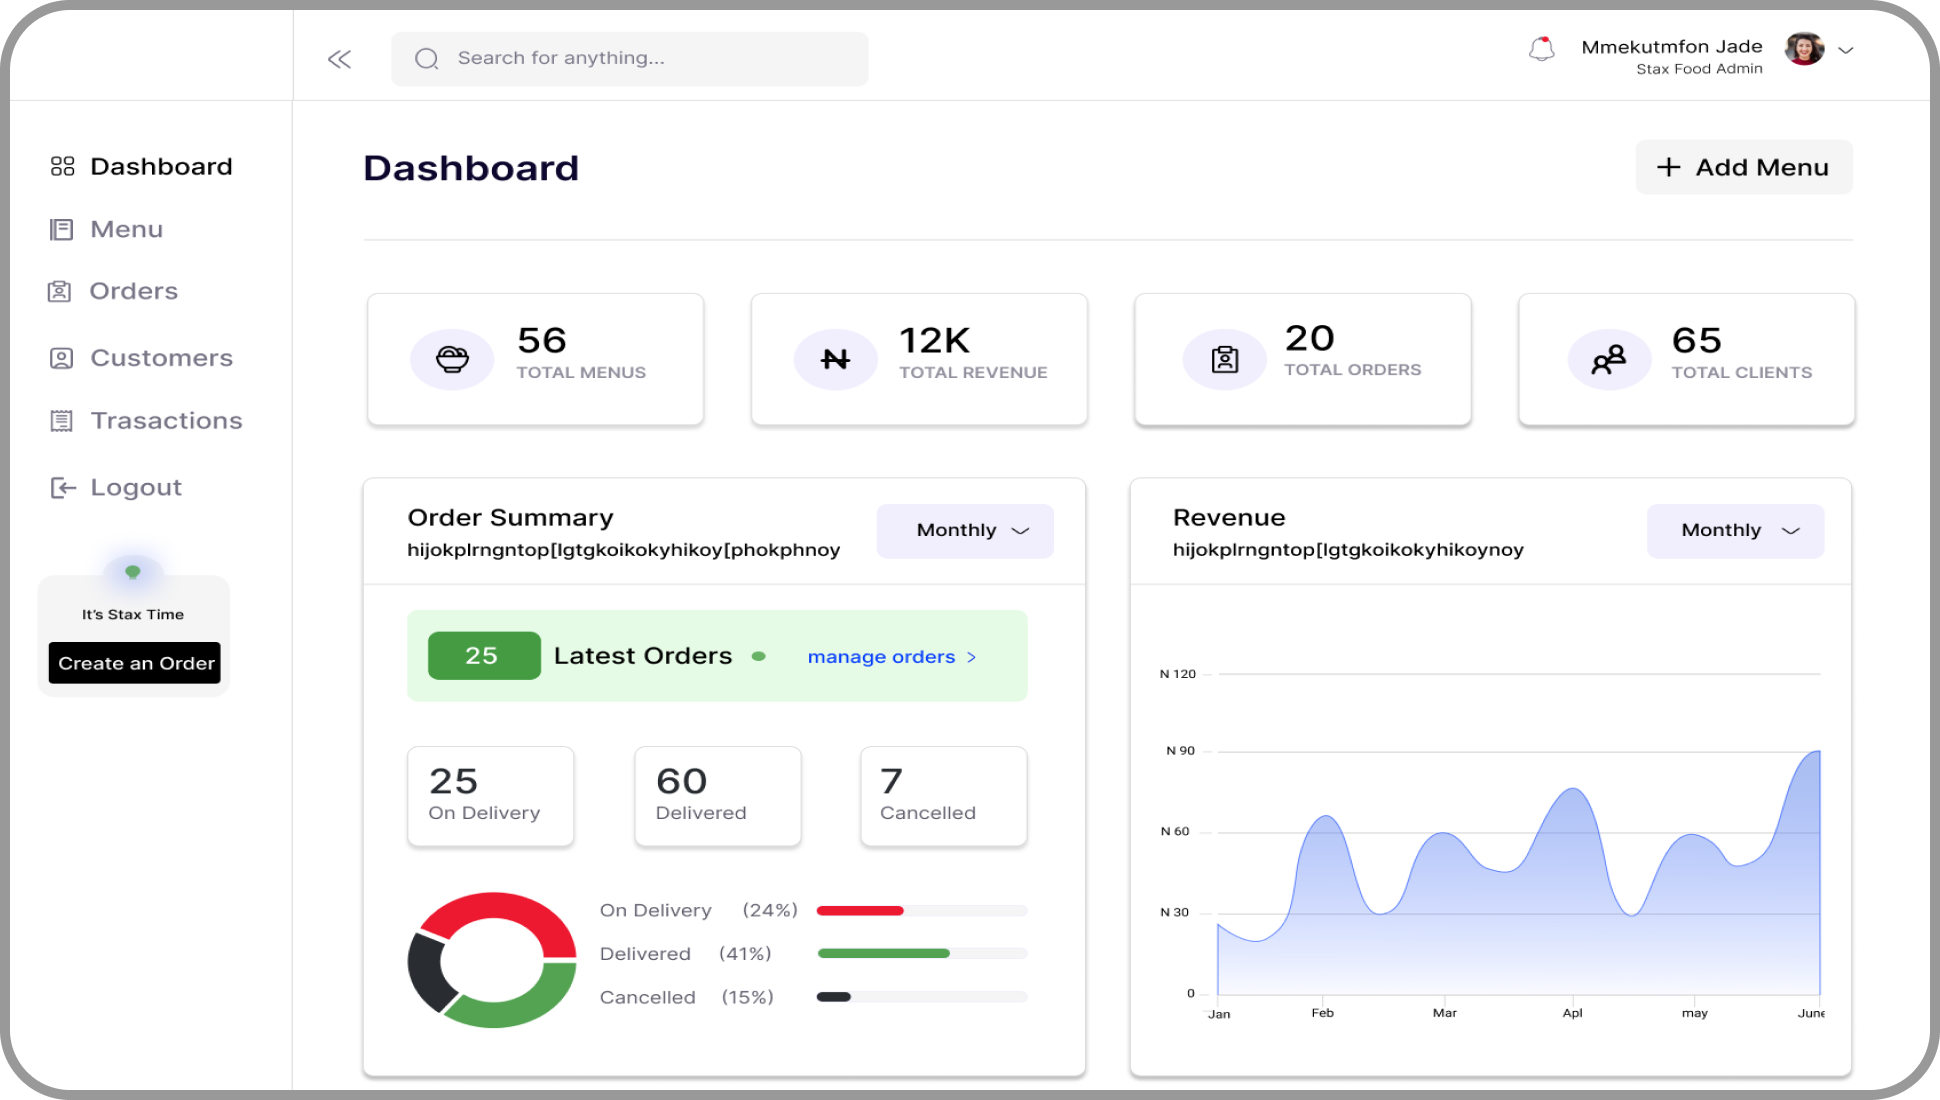 Search for anything...
Mmekutmfon Jade
Stax Food Admin
Dashboard
Menu
Orders
Customers
Trasactions
Logout
It's Stax Time
Create an Order
Dashboard
Add Menu
56
TOTAL MENUS
12K
TOTAL REVENUE
20
TOTAL ORDERS
65
TOTAL CLIENTS
Order Summary
hijokplrngntop[lgtgkoikokyhikoy[phokphnoy
Monthly
25
Latest Orders
manage orders >
25
On Delivery
60
Delivered
7
Cancelled
On Delivery (24%)
Delivered (41%)
Cancelled (15%)
Revenue
hijokplrngntop[lgtgkoikokyhikoynoy
Monthly
N 120
N 90
N 60
N 30
0
Jan Feb Mar Apl may June